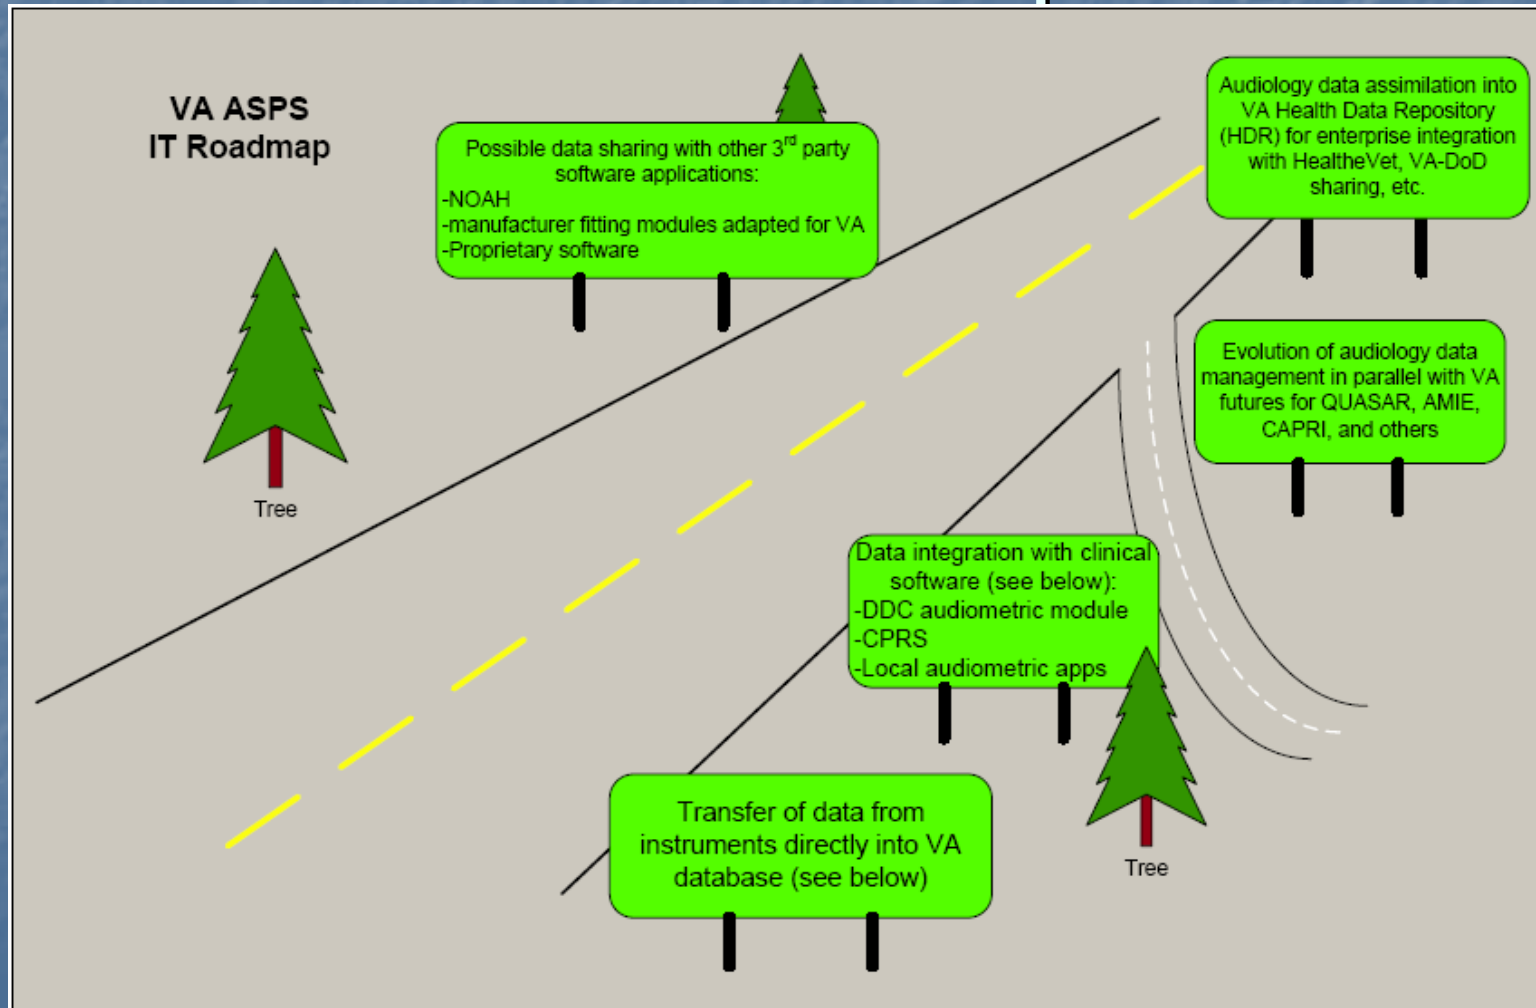 VA ASPS
IT Roadmap
Possible data sharing with other 3rd party
software applications:
-NOAH
-manufacturer fitting modules adapted for VA
-Proprietary software
Audiology data assimilation into
VA Health Data Repository
(HDR) for enterprise integration
with HealtheVet, VA-DoD
sharing, etc.
Evolution of audiology data
management in parallel with VA
futures for QUASAR, AMIE,
CAPRI, and others
Tree
Data integration with clinical
software (see below):
-DDC audiometric module
-CPRS
-Local audiometric apps
Transfer of data from
instruments directly into VA
database (see below)
Tree